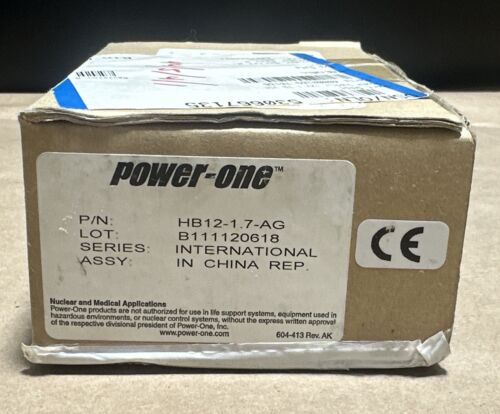 power-one™
P/N: HB12-1.7-AG
LOT: B111120618
SERIES: INTERNATIONAL
ASSY: IN CHINA REP.
CE
Nuclear and Medical Applications
Power-One products are not authorized for use in life support systems, equipment used in
hazardous environments, or nuclear control systems, without the express written approval
of the respective divisional president of Power-One, Inc.
www.power-one.com
604-413 Rev. AK